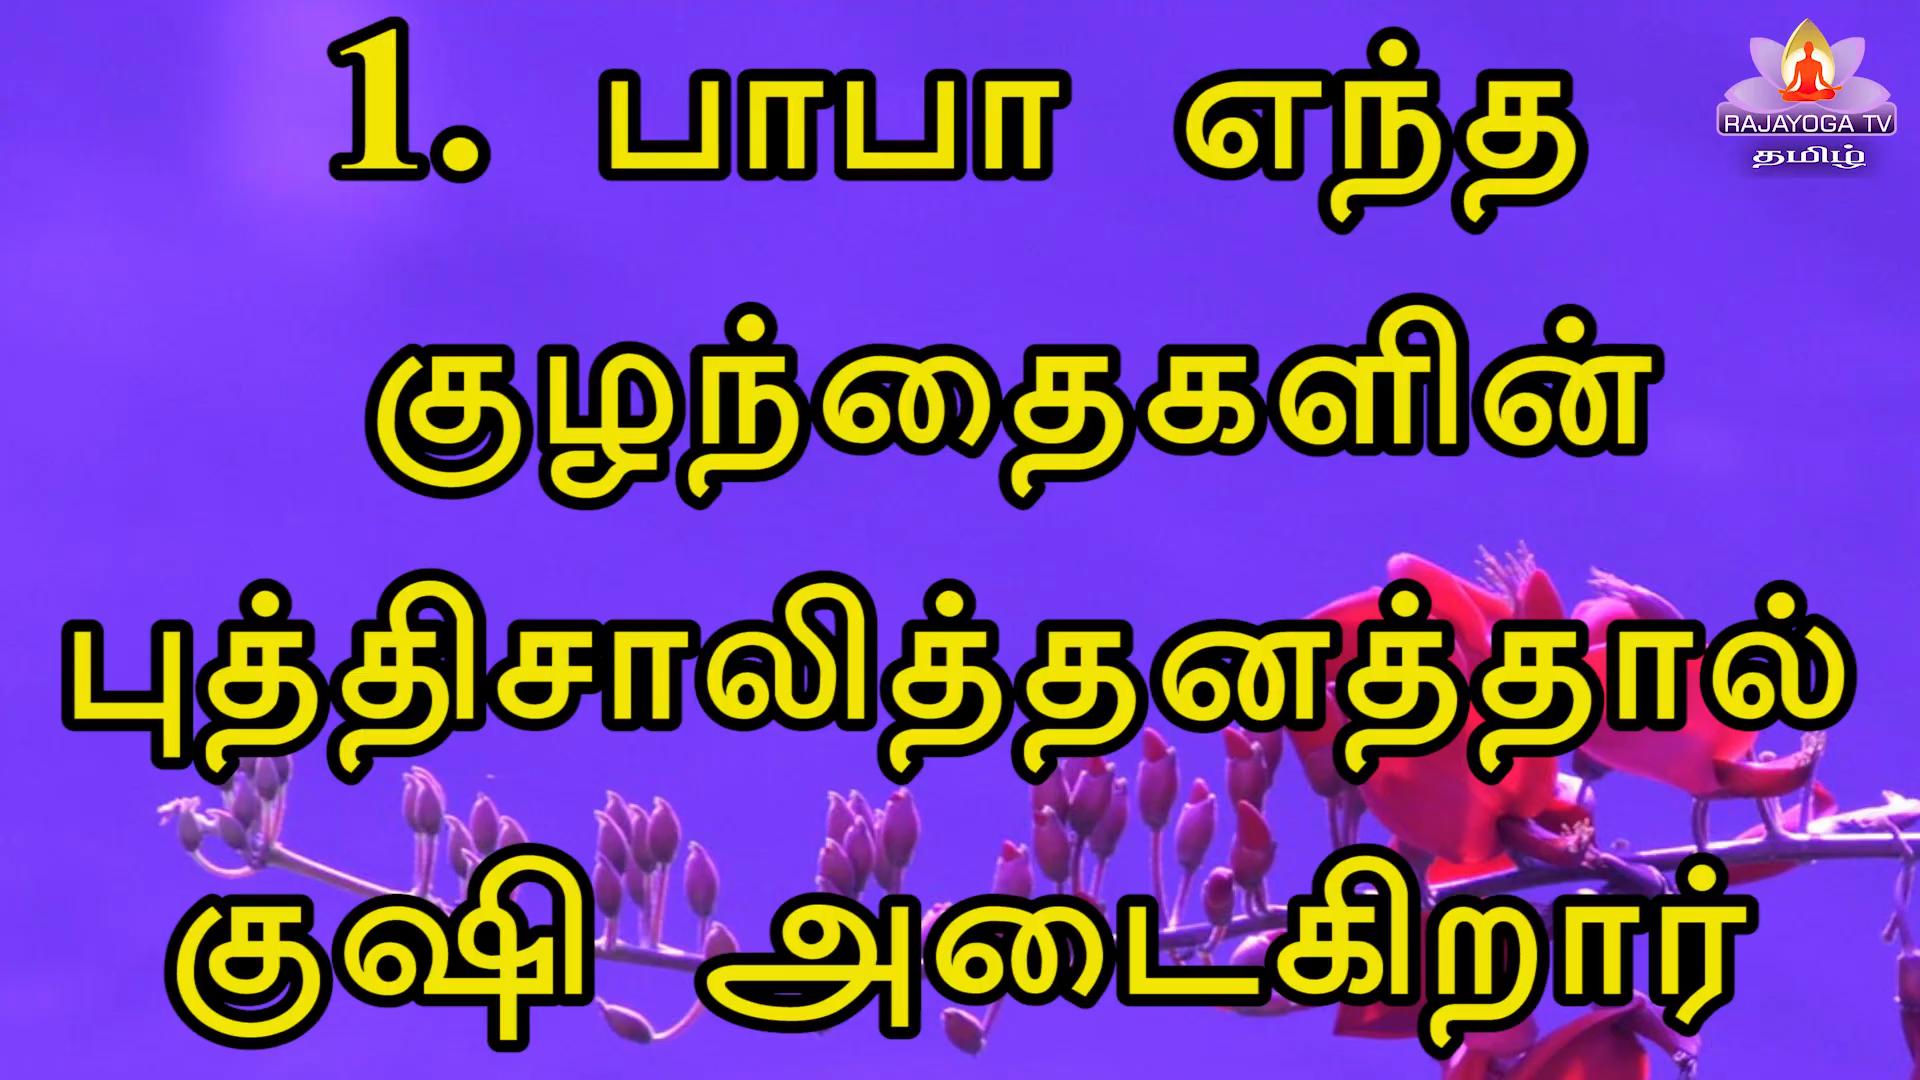 1. பாபா எந்த
குழந்தைகளின்
புத்திசாலித்தனத்தால்
குஷி அடைகிறார்
RAJAYOGA TV
தமிழ்